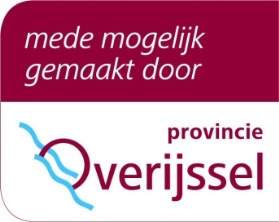 mede mogelijk
gemaakt door
provincie
Overijssel